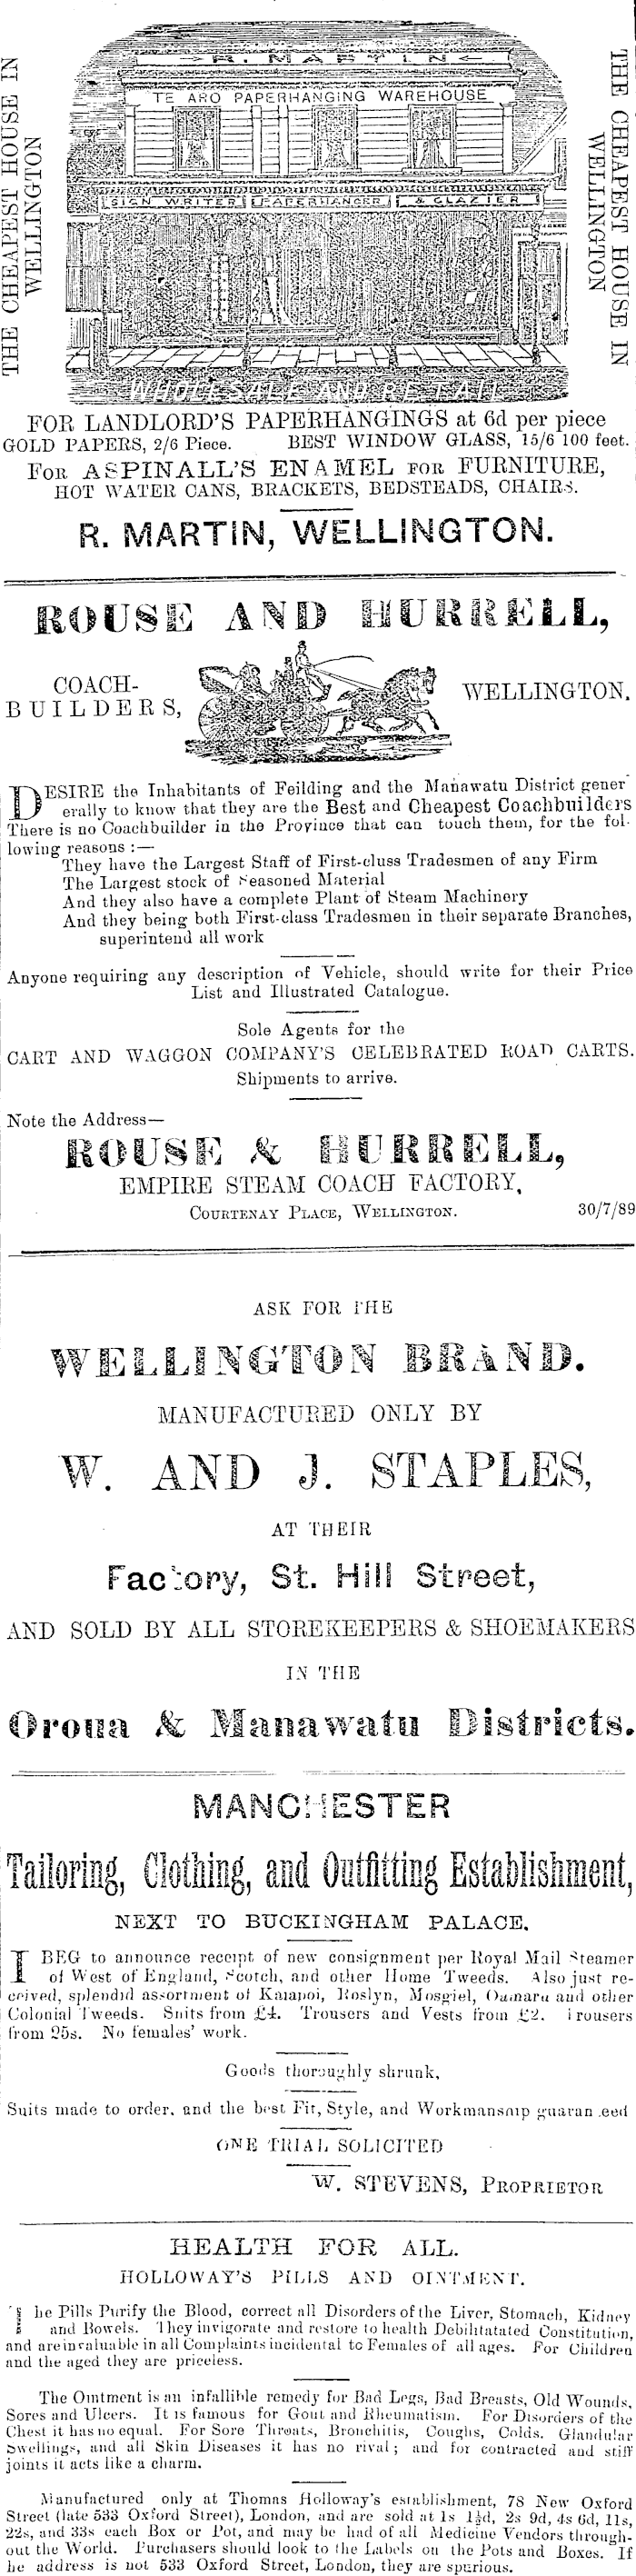 THE CHEAPEST HOUSE IN
WELLINGTON
R. MARTIN
TE ARO PAPERHANGING WAREHOUSE
SIGN WRITER PAPERHANGER & GLAZIER
WHOLESALE AND RETAIL
THE CHEAPEST HOUSE IN
WELLINGTON
FOR LANDLORD'S PAPERHANGINGS at 6d per piece
GOLD PAPERS, 2/6 Piece. BEST WINDOW GLASS, 15/6 100 feet.
FOR ASPINALL'S ENAMEL FOR FURNITURE,
HOT WATER CANS, BRACKETS, BEDSTEADS, CHAIRS.
R. MARTIN, WELLINGTON.
ROUSE AND HURRELL,
COACH-
BUILDERS,
WELLINGTON.
DESIRE the Inhabitants of Feilding and the Manawatu District gener
erally to know that they are the Best and Cheapest Coachbuilders
There is no Coachbuilder in the Province that can touch them, for the fol-
lowing reasons :—
They have the Largest Staff of First-cluss Tradesmen of any Firm
The Largest stock of Seasoned Material
And they also have a complete Plant of Steam Machinery
And they being both First-class Tradesmen in their separate Branches,
superintend all work
Anyone requiring any description of Vehicle, should write for their Price
List and Illustrated Catalogue.
Sole Agents for the
CART AND WAGGON COMPANY'S CELEBRATED ROAD CARTS.
Shipments to arrive.
Note the Address—
ROUSE & HURRELL,
EMPIRE STEAM COACH FACTORY,
COURTENAY PLACE, WELLINGTON. 30/7/89
ASK FOR THE
WELLINGTON BRAND.
MANUFACTURED ONLY BY
W. AND J. STAPLES,
AT THEIR
Factory, St. Hill Street,
AND SOLD BY ALL STOREKEEPERS & SHOEMAKERS
IN THE
Oroua & Manawatu Districts.
MANCHESTER
Tailoring, Clothing, and Outfitting Establishment,
NEXT TO BUCKINGHAM PALACE.
I BEG to announce receipt of new consignment per Royal Mail Steamer
of West of England, Scotch, and other Home Tweeds. Also just re-
ceived, splendid assortment of Kaiapoi, Roslyn, Mosgiel, Oamaru and other
Colonial Tweeds. Suits from £4. Trousers and Vests from £2. Trousers
from 25s. No females' work.
Goods thoroughly shrunk.
Suits made to order, and the best Fit, Style, and Workmanship guaranteed
ONE TRIAL SOLICITED
W. STEVENS, PROPRIETOR
HEALTH FOR ALL.
HOLLOWAY'S PILLS AND OINTMENT.
The Pills Purify the Blood, correct all Disorders of the Liver, Stomach, Kidney
and Bowels. They invigorate and restore to health Debilitatated Constitution,
and are invaluable in all Complaints incidental to Females of all ages. For Children
and the aged they are priceless.
The Ointment is an infallible remedy for Bad Legs, Bad Breasts, Old Wounds,
Sores and Ulcers. It is famous for Gout and Rheumatism. For Disorders of the
Chest it has no equal. For Sore Throats, Bronchitis, Coughs, Colds. Glandular
Swellings, and all Skin Diseases it has no rival; and for contracted and stiff
joints it acts like a charm.
Manufactured only at Thomas Holloway's establishment, 78 New Oxford
Street (late 533 Oxford Street), London, and are sold at 1s 1½d, 2s 9d, 4s 6d, 11s,
22s, and 33s each Box or Pot, and may be had of all Medicine Vendors through-
out the World. Purchasers should look to the Labels on the Pots and Boxes. If
he address is not 533 Oxford Street, London, they are spurious.